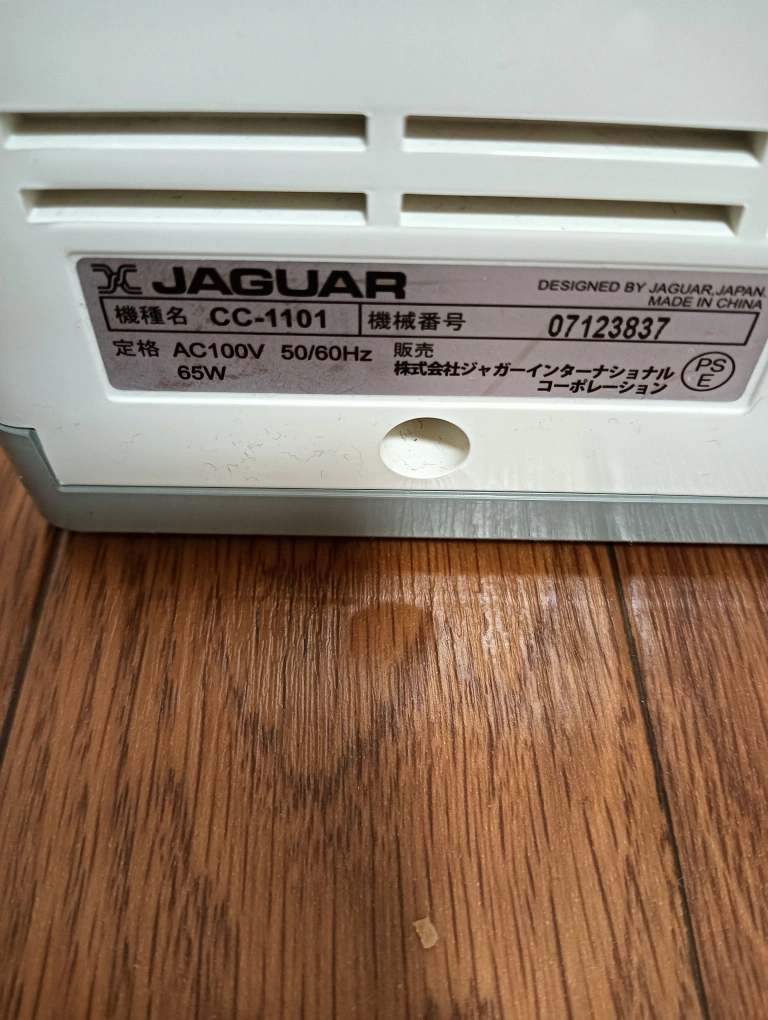 JAGUAR
DESIGNED BY JAGUAR,JAPAN.
MADE IN CHINA
機種名 CC-1101 機械番号 07123837
定格 AC100V 50/60Hz 販売
65W 株式会社ジャガーインターナショナル
コーポレーション
PS
E